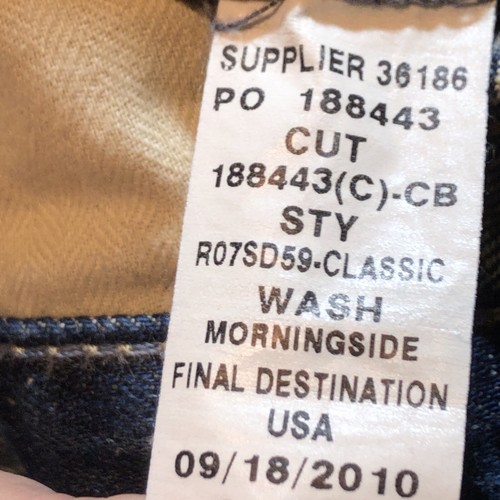 SUPPLIER 36186
PO 188443
CUT
188443(C)-CB
STY
R07SD59-CLASSIC
WASH
MORNINGSIDE
FINAL DESTINATION
USA
09/18/2010